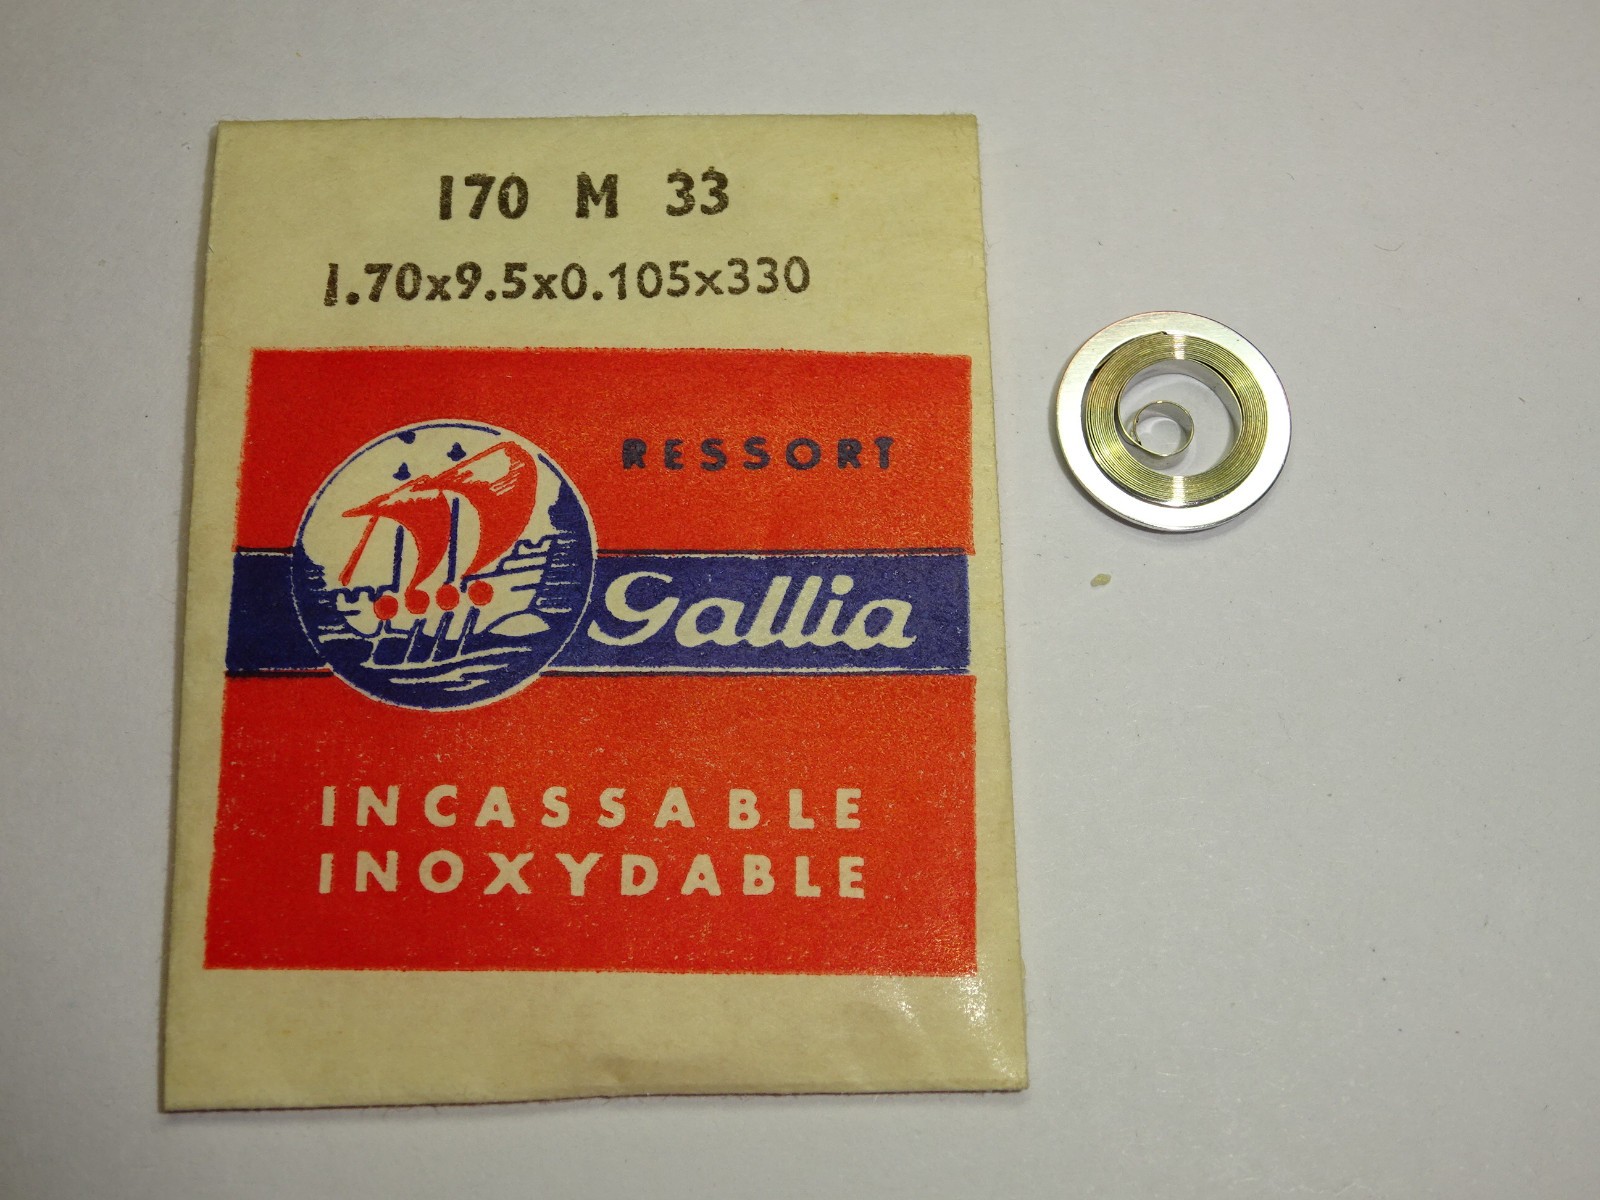 170 M 33
1.70x9.5x0.105x330
RESSORT
Gallia
INCASSABLE
INOXYDABLE